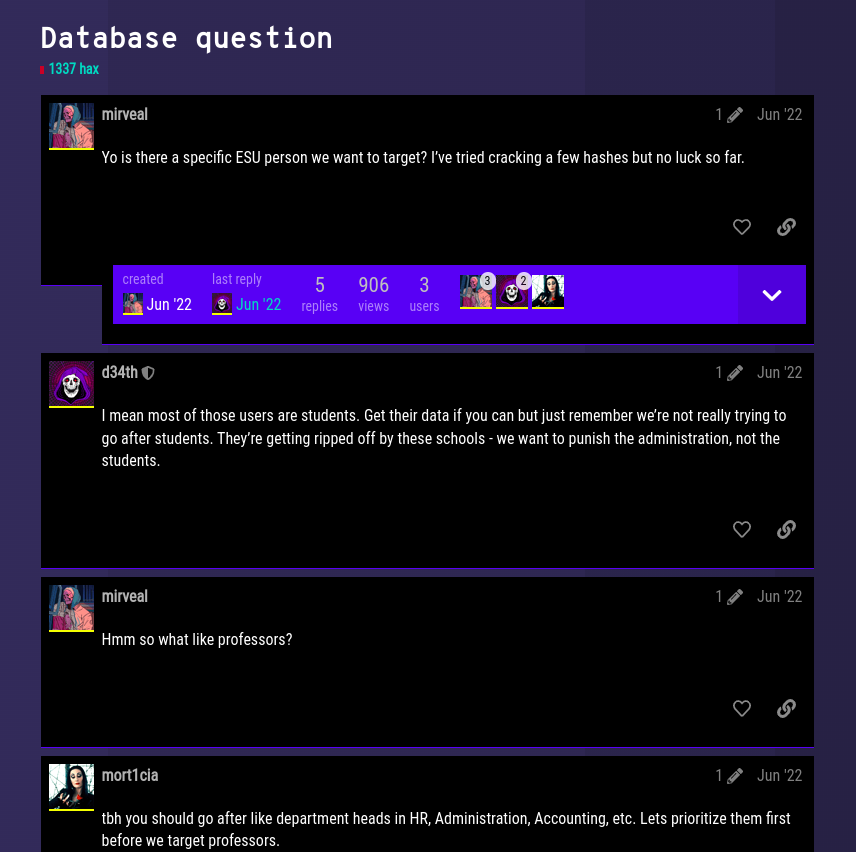 Database question
1337 hax
mirveal 1 Jun '22
Yo is there a specific ESU person we want to target? I’ve tried cracking a few hashes but no luck so far.
created last reply 5 906 3 3 2
Jun '22 Jun '22 replies views users
d34th 1 Jun '22
I mean most of those users are students. Get their data if you can but just remember we’re not really trying to
go after students. They’re getting ripped off by these schools - we want to punish the administration, not the
students.
mirveal 1 Jun '22
Hmm so what like professors?
mort1cia 1 Jun '22
tbh you should go after like department heads in HR, Administration, Accounting, etc. Lets prioritize them first
before we target professors.